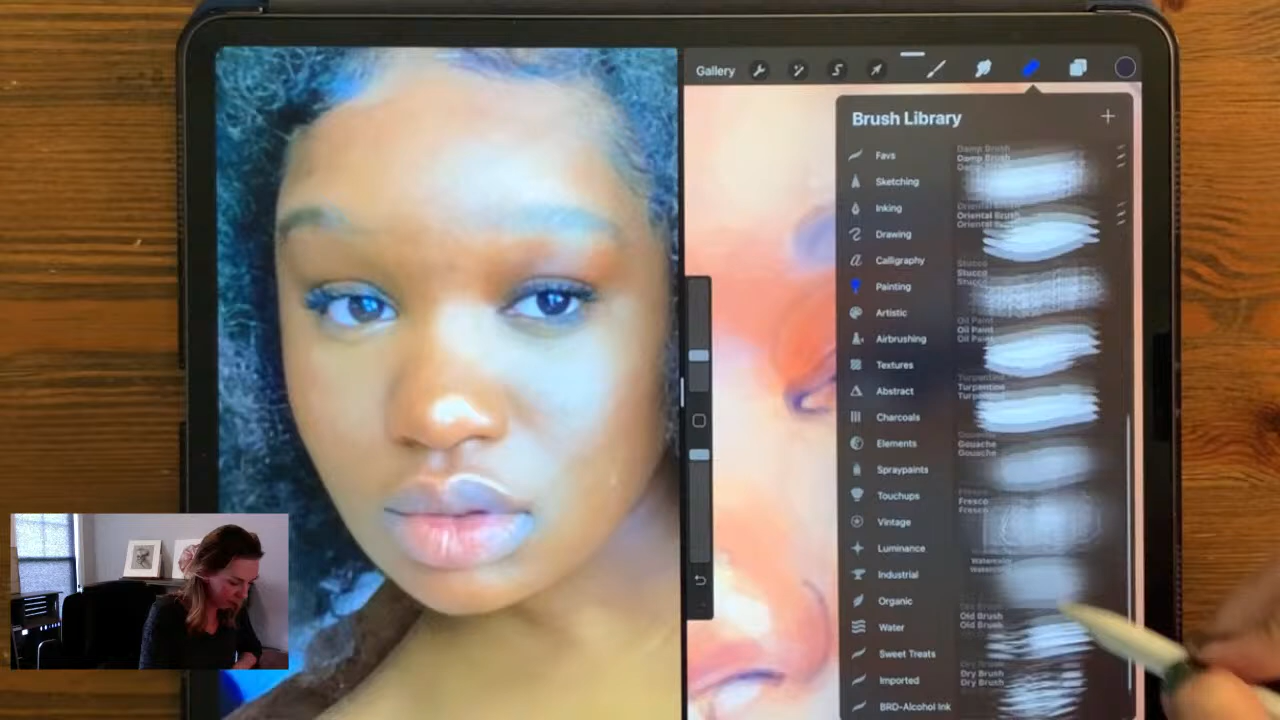 Gallery
Brush Library
Favs
Sketching
Inking
Drawing
Calligraphy
Painting
Artistic
Airbrushing
Textures
Abstract
Charcoals
Elements
Spraypaints
Touchups
Vintage
Luminance
Industrial
Organic
Water
Sweet Treats
Imported
BRD-Alcohol Ink
Damp Brush
Oriental Brush
Stucco
Oil Paint
Turpentine
Gouache
Fresco
Watercolor
Old Brush
Dry Brush